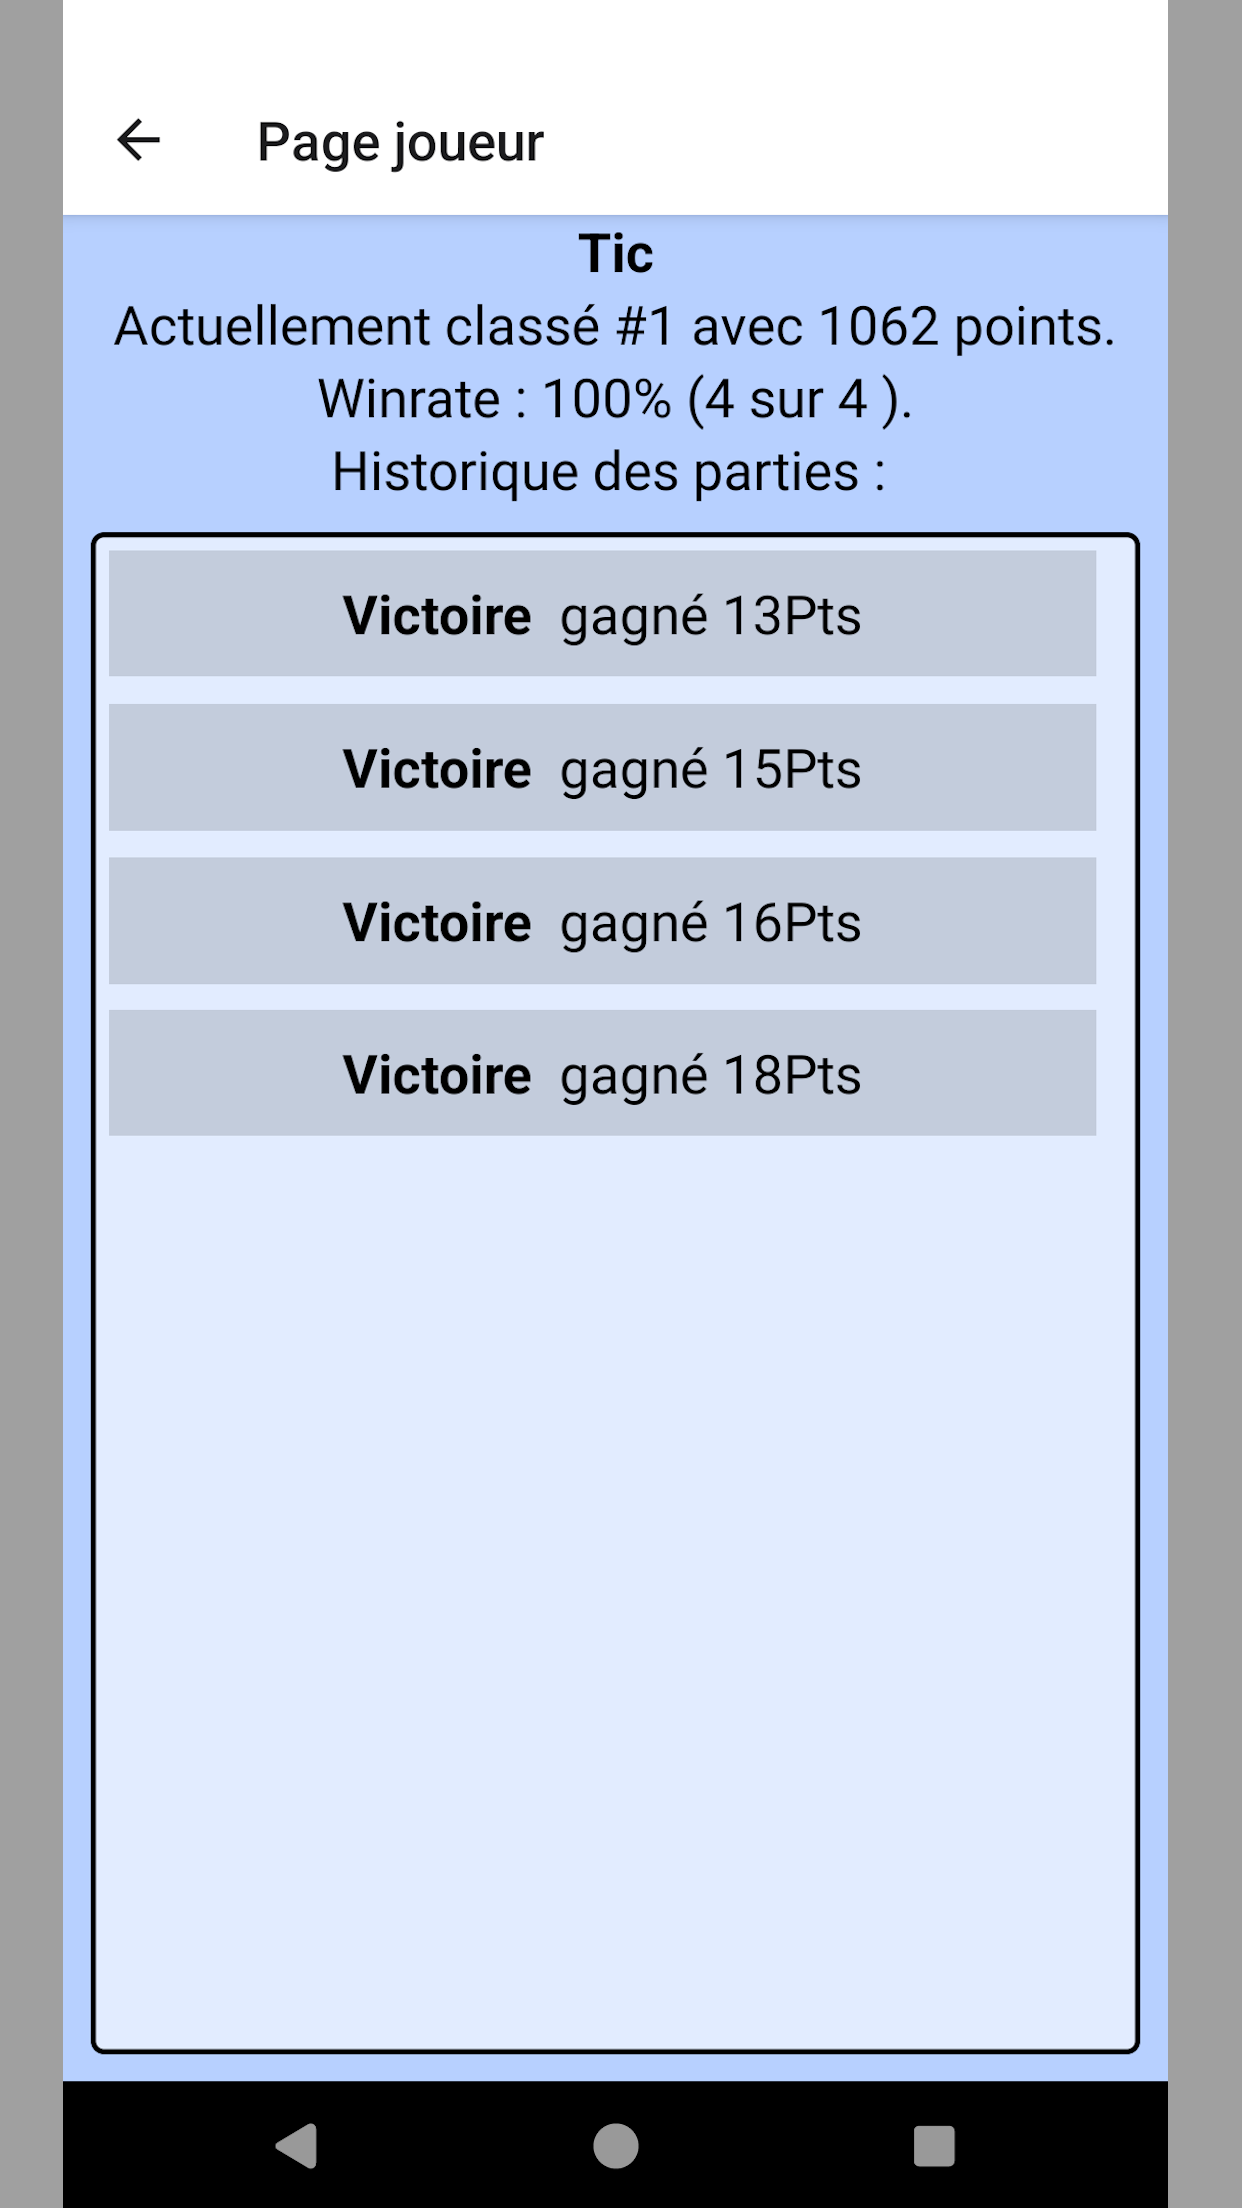 Page joueur
Tic
Actuellement classé #1 avec 1062 points.
Winrate : 100% (4 sur 4 ).
Historique des parties :
Victoire gagné 13Pts
Victoire gagné 15Pts
Victoire gagné 16Pts
Victoire gagné 18Pts